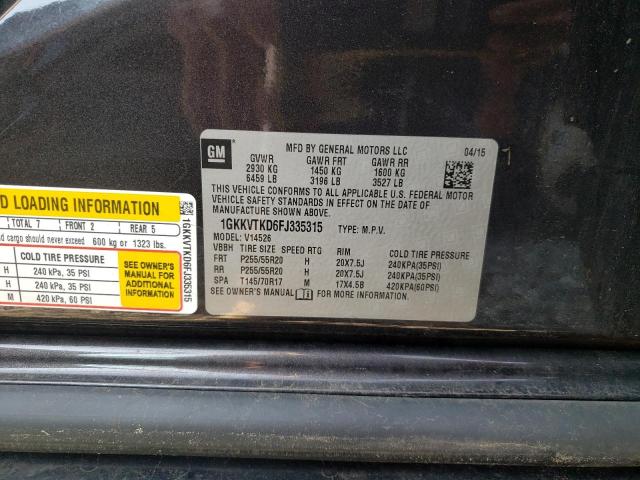 GM
MFD BY GENERAL MOTORS LLC 04/15
GVWR GAWR FRT GAWR RR
2930 KG 1450 KG 1600 KG
6459 LB 3196 LB 3527 LB
THIS VEHICLE CONFORMS TO ALL APPLICABLE U.S. FEDERAL MOTOR
VEHICLE SAFETY STANDARDS IN EFFECT ON THE DATE OF
MANUFACTURE SHOWN ABOVE.
1GKKVTKD6FJ335315 TYPE: M.P.V.
MODEL: V14526
VBBH TIRE SIZE SPEED RTG RIM COLD TIRE PRESSURE
FRT P255/55R20 H 20X7.5J 240KPA(35PSI)
RR P255/55R20 H 20X7.5J 240KPA(35PSI)
SPA T145/70R17 M 17X4.5B 420KPA(60PSI)
SEE OWNER'S MANUAL FOR MORE INFORMATION.
D LOADING INFORMATION
TOTAL 7 FRONT 2 REAR 5
d cargo should never exceed 600 kg or 1323 lbs.
COLD TIRE PRESSURE
H 240 kPa, 35 PSI
H 240 kPa, 35 PSI
M 420 kPa, 60 PSI
SEE OWNER'S
MANUAL FOR
ADDITIONAL
INFORMATION
1GKKVTKD6FJ335315